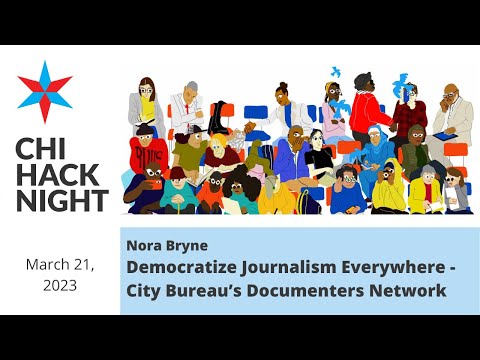 CHI
HACK
NIGHT
March 21,
2023
Nora Bryne
Democratize Journalism Everywhere -
City Bureau's Documenters Network